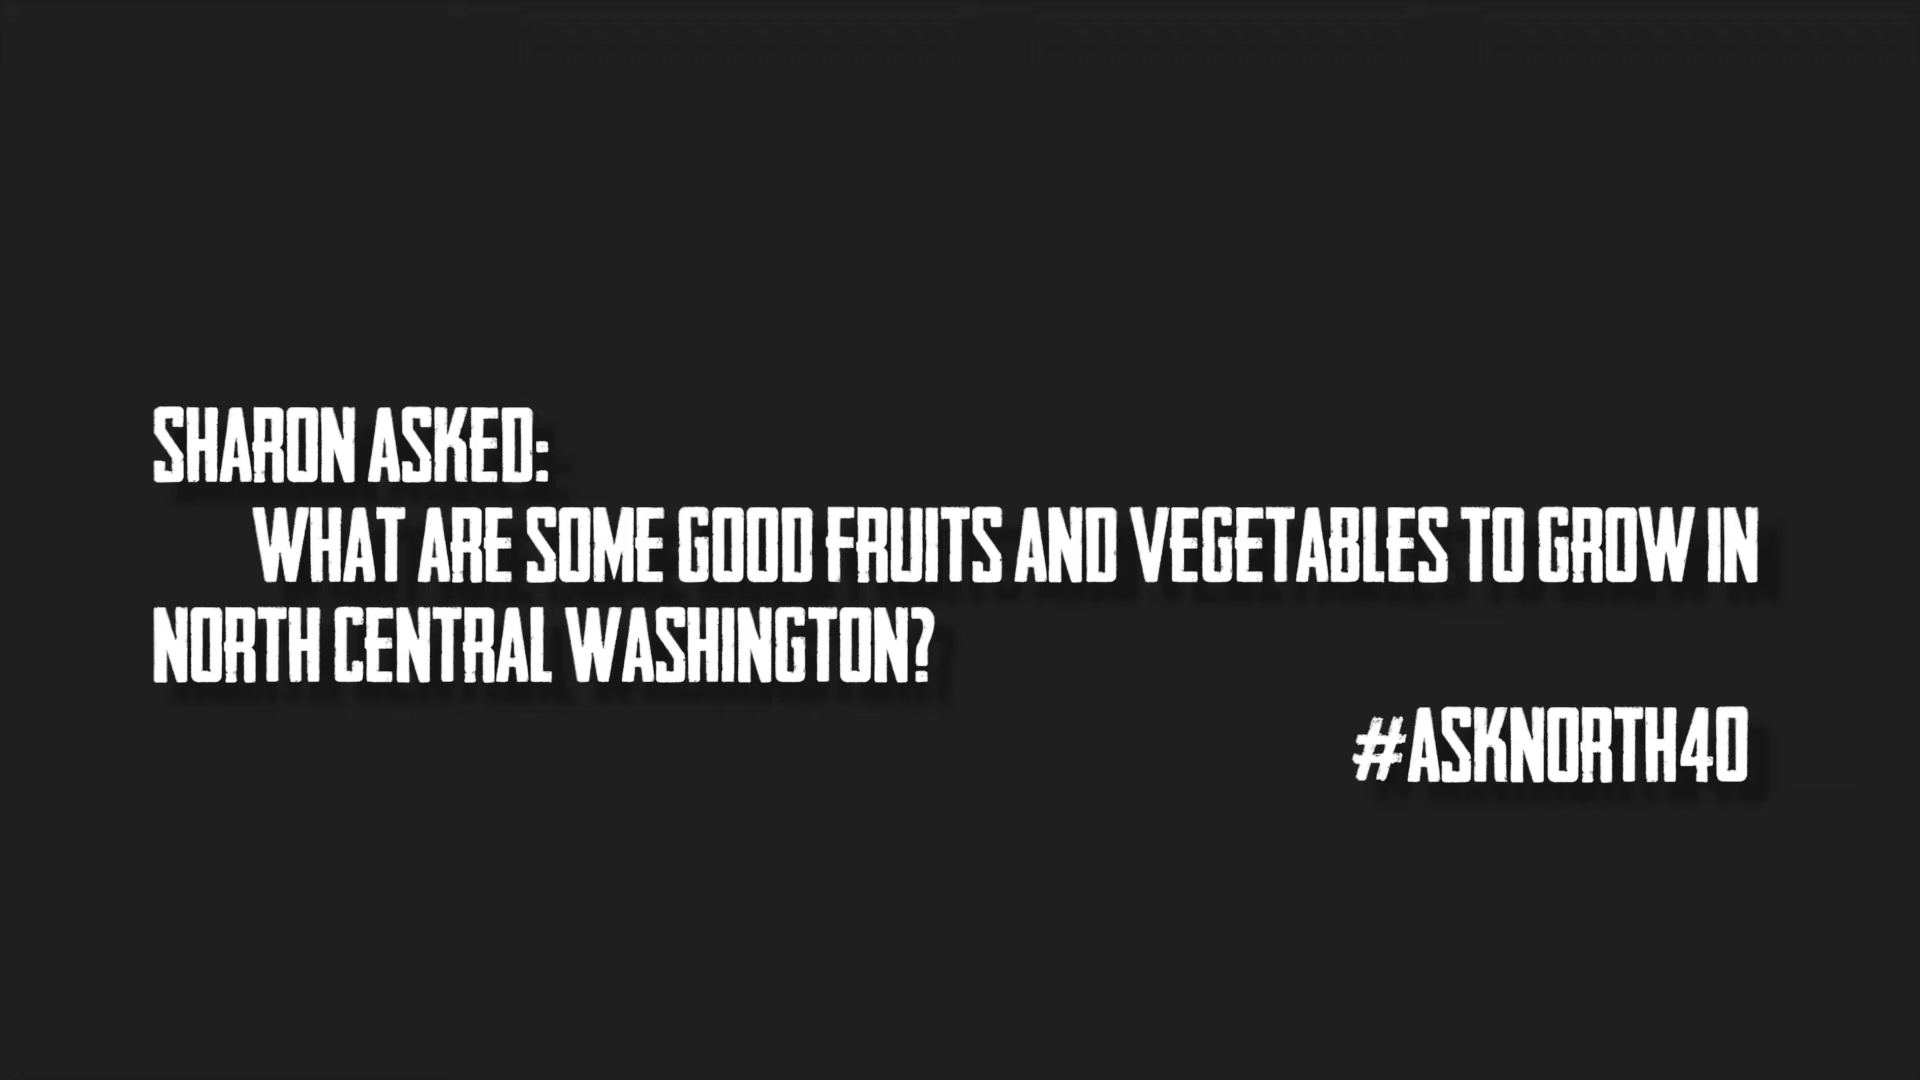 SHARON ASKED:
WHAT ARE SOME GOOD FRUITS AND VEGETABLES TO GROW IN
NORTH CENTRAL WASHINGTON?
#ASKNORTH40